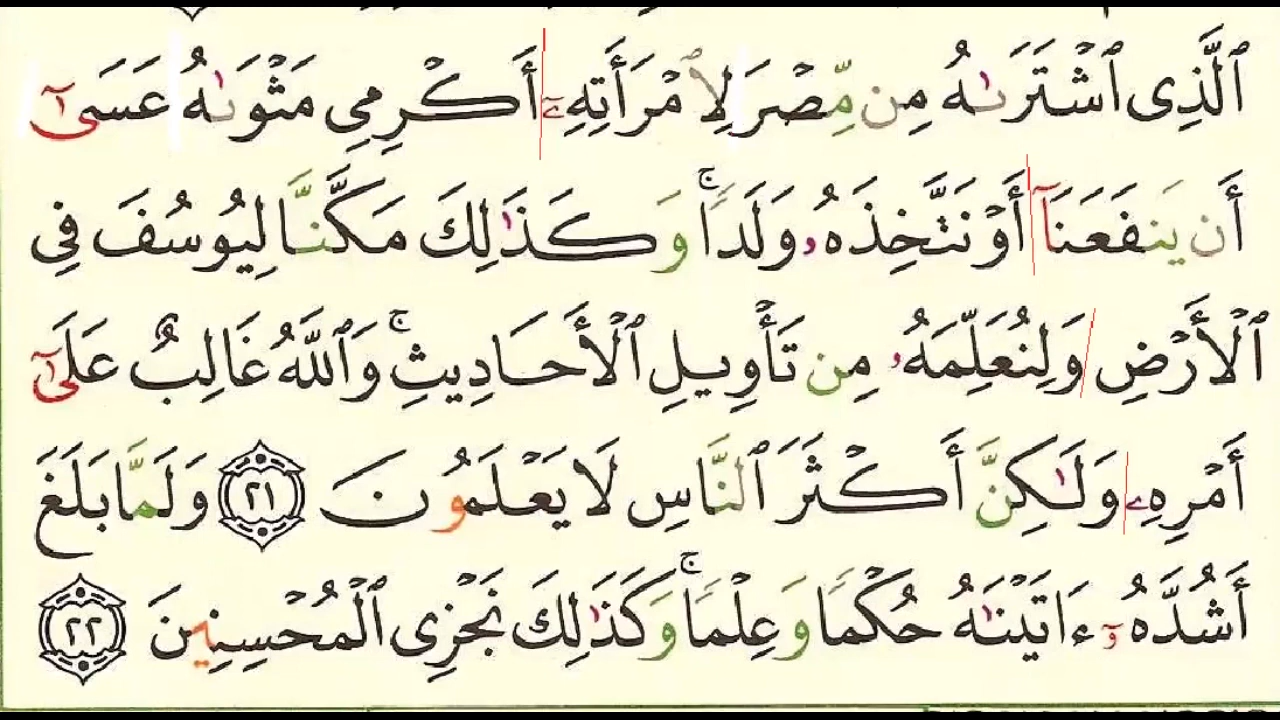 ٱلَّذِى ٱشْتَرَىٰهُ مِن مِّصْرَ لِٱمْرَأَتِهِۦٓ أَكْرِمِى مَثْوَىٰهُ عَسَىٰٓ
أَن يَنفَعَنَآ أَوْ نَتَّخِذَهُۥ وَلَدًا ۚ وَكَذَٰلِكَ مَكَّنَّا لِيُوسُفَ فِى
ٱلْأَرْضِ وَلِنُعَلِّمَهُۥ مِن تَأْوِيلِ ٱلْأَحَادِيثِ ۚ وَٱللَّهُ غَالِبٌ عَلَىٰٓ
أَمْرِهِۦ وَلَٰكِنَّ أَكْثَرَ ٱلنَّاسِ لَا يَعْلَمُونَ ٢١ وَلَمَّا بَلَغَ
أَشُدَّهُۥٓ ءَاتَيْنَٰهُ حُكْمًا وَعِلْمًا ۚ وَكَذَٰلِكَ نَجْزِى ٱلْمُحْسِنِينَ ٢٢